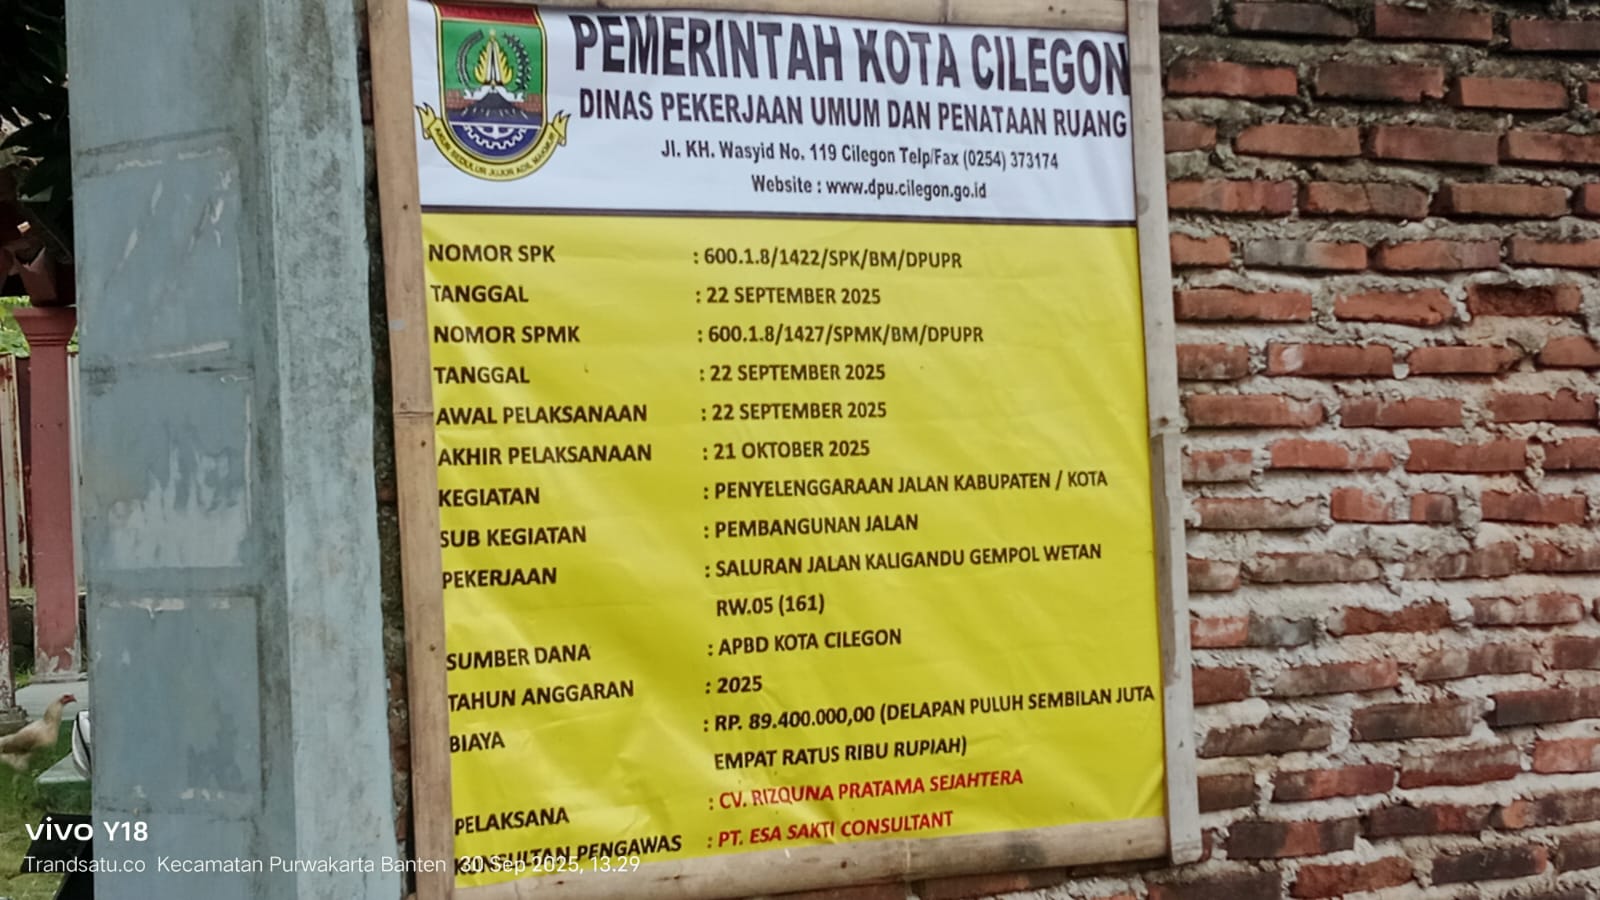 PEMERINTAH KOTA CILEGON
DINAS PEKERJAAN UMUM DAN PENATAAN RUANG
Jl. KH. Wasyid No. 119 Cilegon Telp/Fax (0254) 373174
Website : www.dpu.cilegon.go.id
NOMOR SPK : 600.1.8/1422/SPK/BM/DPUPR
TANGGAL : 22 SEPTEMBER 2025
NOMOR SPMK : 600.1.8/1427/SPMK/BM/DPUPR
TANGGAL : 22 SEPTEMBER 2025
AWAL PELAKSANAAN : 22 SEPTEMBER 2025
AKHIR PELAKSANAAN : 21 OKTOBER 2025
KEGIATAN : PENYELENGGARAAN JALAN KABUPATEN / KOTA
SUB KEGIATAN : PEMBANGUNAN JALAN
PEKERJAAN : SALURAN JALAN KALIGANDU GEMPOL WETAN
RW.05 (161)
SUMBER DANA : APBD KOTA CILEGON
TAHUN ANGGARAN : 2025
BIAYA : RP. 89.400.000,00 (DELAPAN PULUH SEMBILAN JUTA
EMPAT RATUS RIBU RUPIAH)
PELAKSANA : CV. RIZQUNA PRATAMA SEJAHTERA
KONSULTAN PENGAWAS : PT. ESA SAKTI CONSULTANT
vivo Y18
Trandsatu.co Kecamatan Purwakarta Banten 30 Sep 2025, 13.29